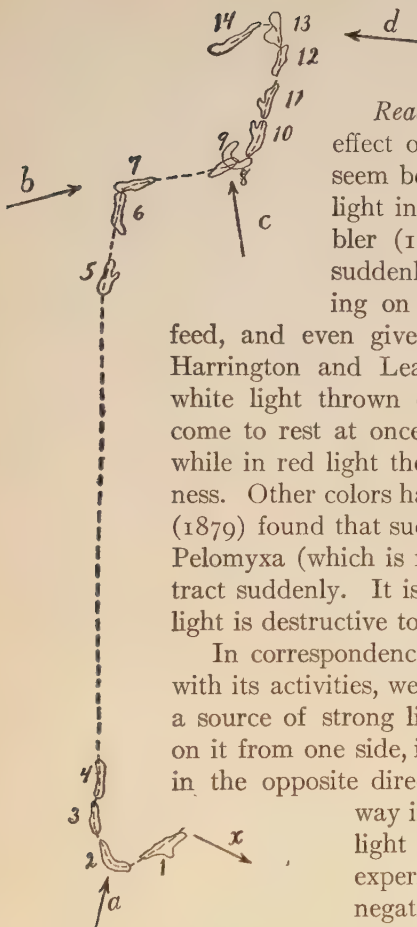 14
13
d
12
11
10
9
8
7
b
6
c
5
4
3
2
1
x
a
effect o
seem be
light in
(1
suddenl
ing on
feed, and even give
Harrington and Lea
white light thrown
come to rest at once
while in red light the
ness. Other colors ha
(1879) found that suc
Pelomyxa (which is
tract suddenly. It is
light is destructive to
In correspondenc
with its activities, we
a source of strong li
on it from one side, i
in the opposite dire
way i
light
exper
negat